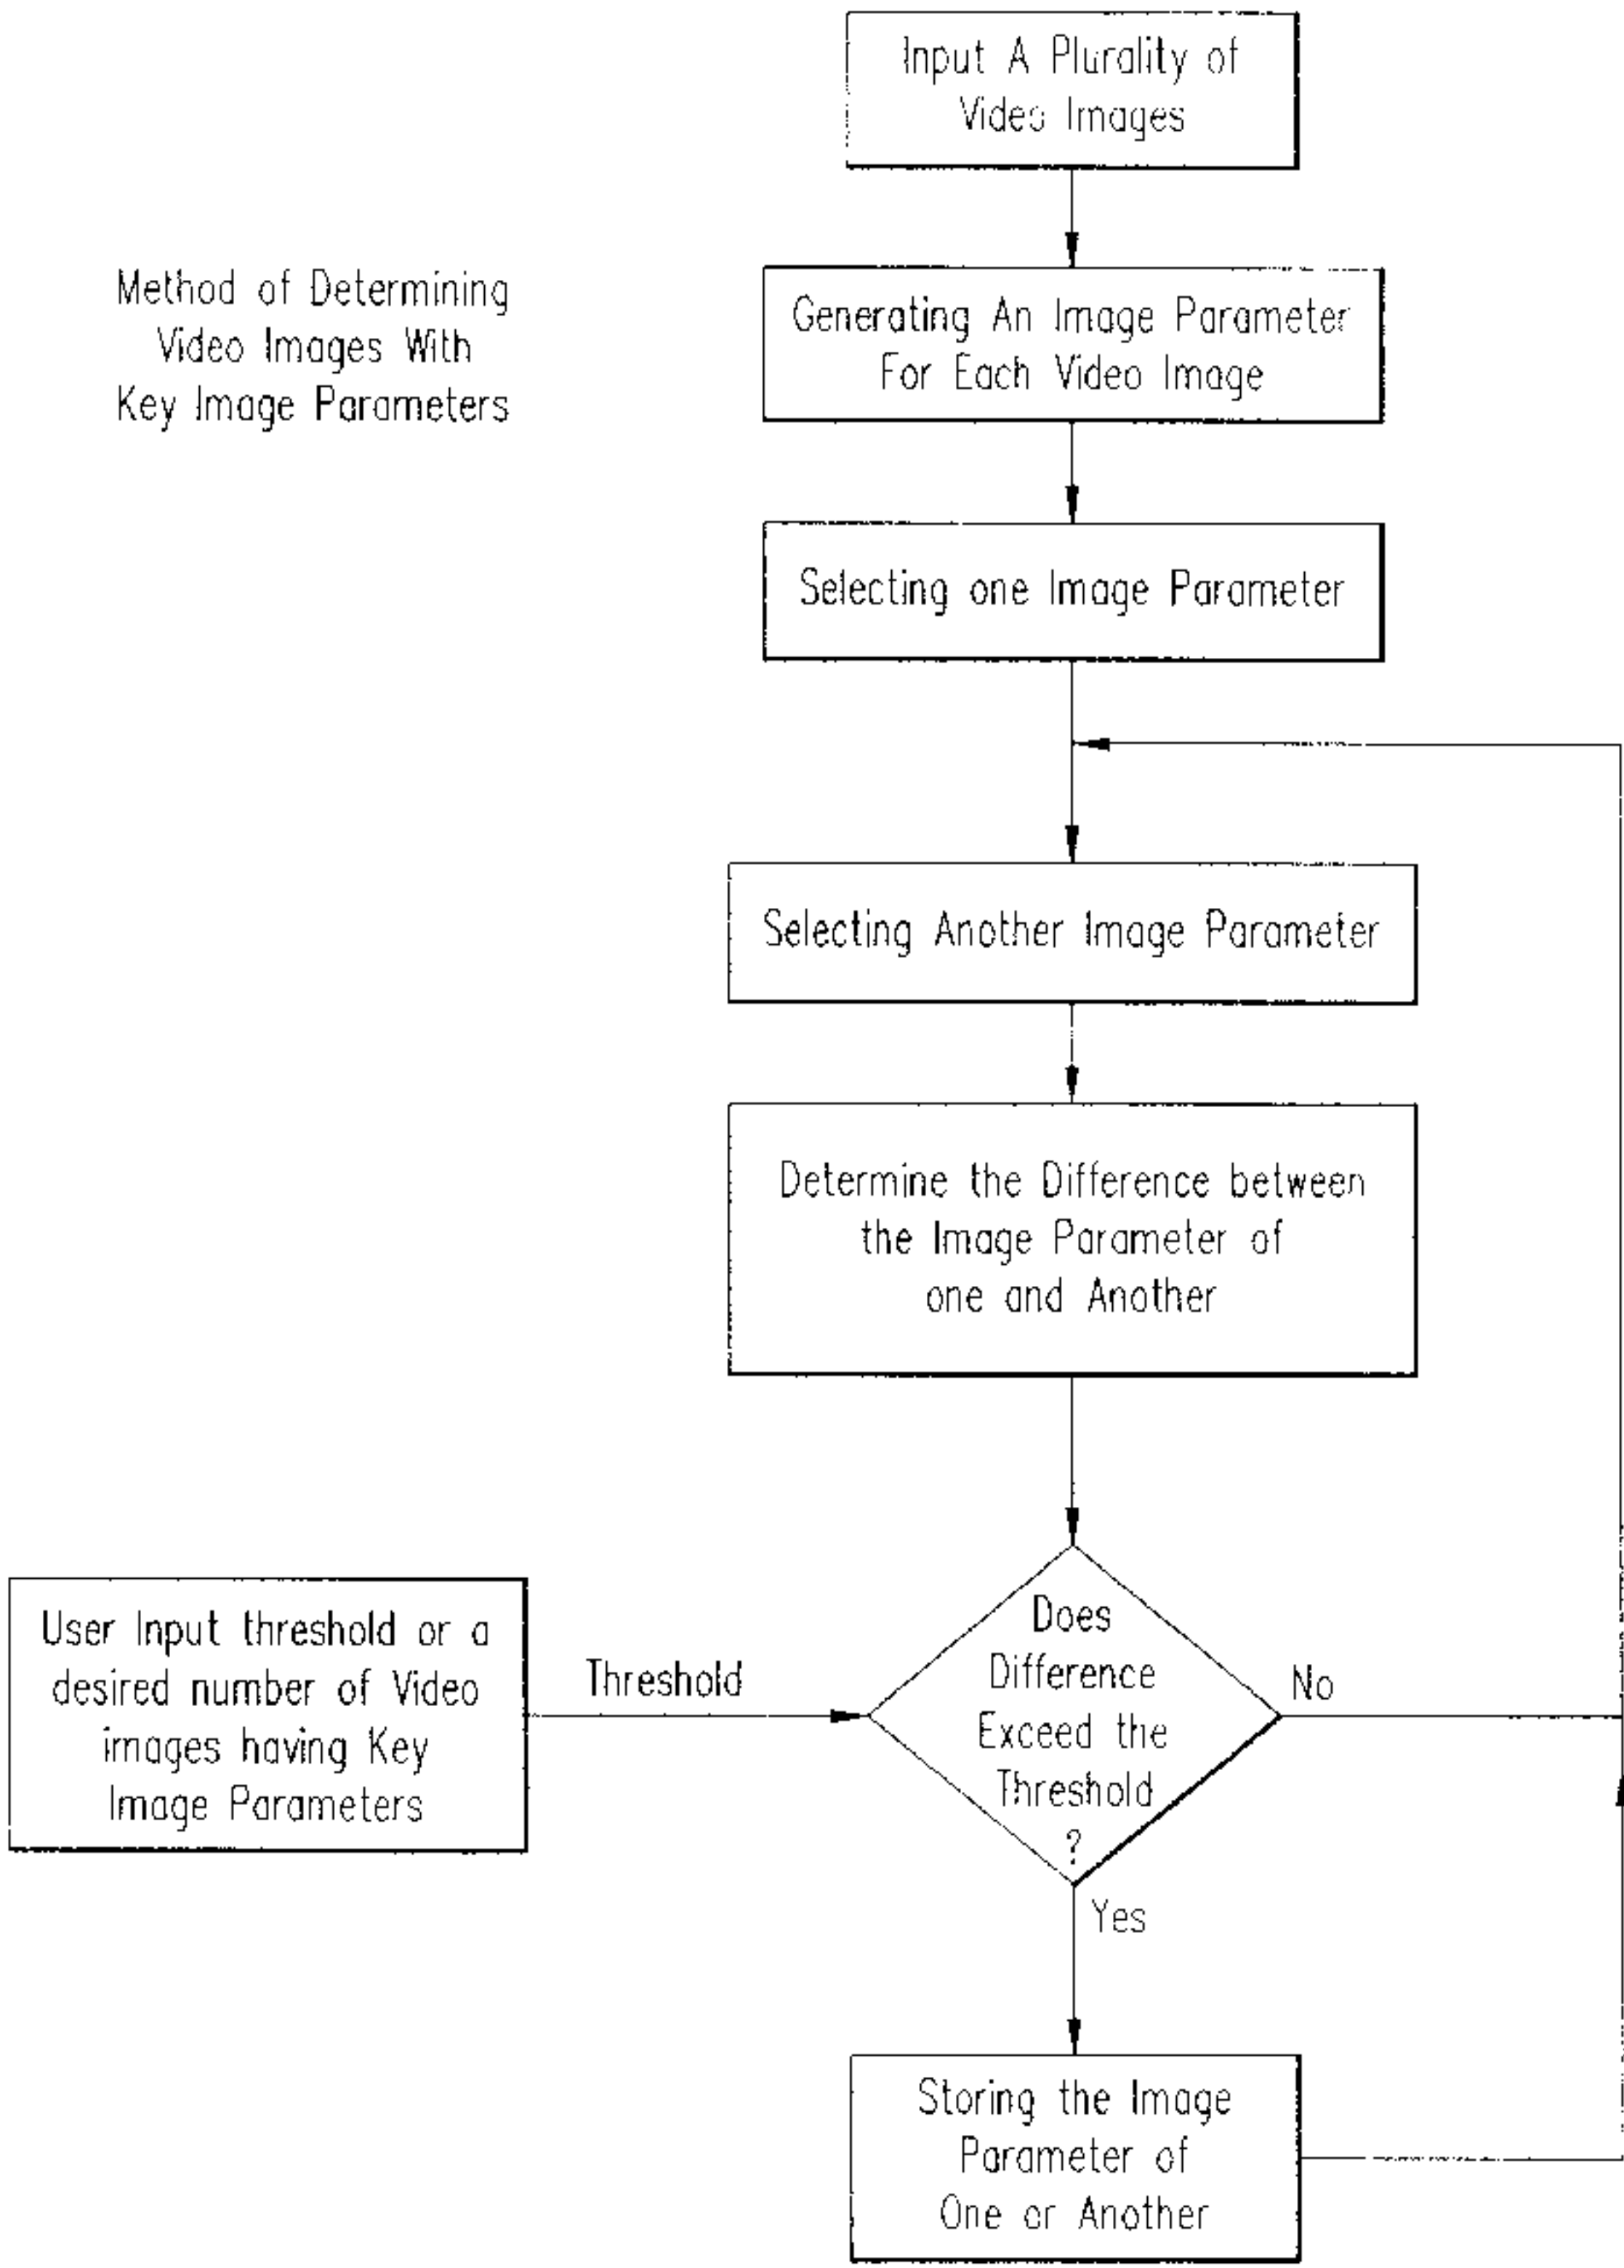 Input A Plurality of
Video Images
Method of Determining
Video Images With
Key Image Parameters
Generating An Image Parameter
For Each Video Image
Selecting one Image Parameter
Selecting Another Image Parameter
Determine the Difference between
the Image Parameter of
one and Another
User Input threshold or a
desired number of Video
images having Key
Image Parameters
Threshold
Does
Difference
Exceed the
Threshold
?
No
Yes
Storing the Image
Parameter of
One or Another